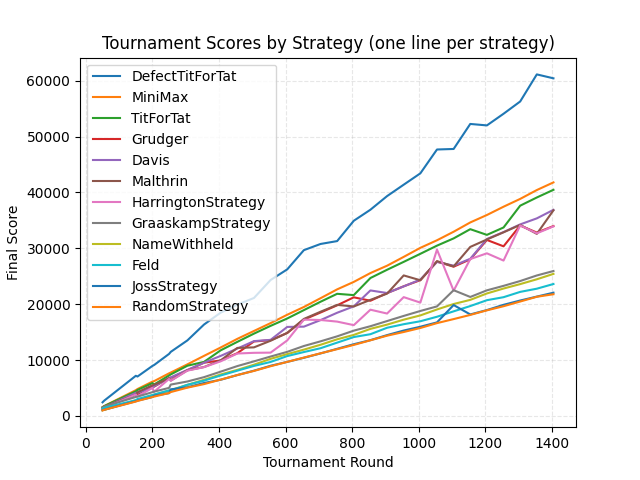 Tournament Scores by Strategy (one line per strategy)
Final Score
60000
50000
40000
30000
20000
10000
0
DefectTitForTat
MiniMax
TitForTat
Grudger
Davis
Malthrin
HarringtonStrategy
GraaskampStrategy
NameWithheld
Feld
JossStrategy
RandomStrategy
0 200 400 600 800 1000 1200 1400
Tournament Round